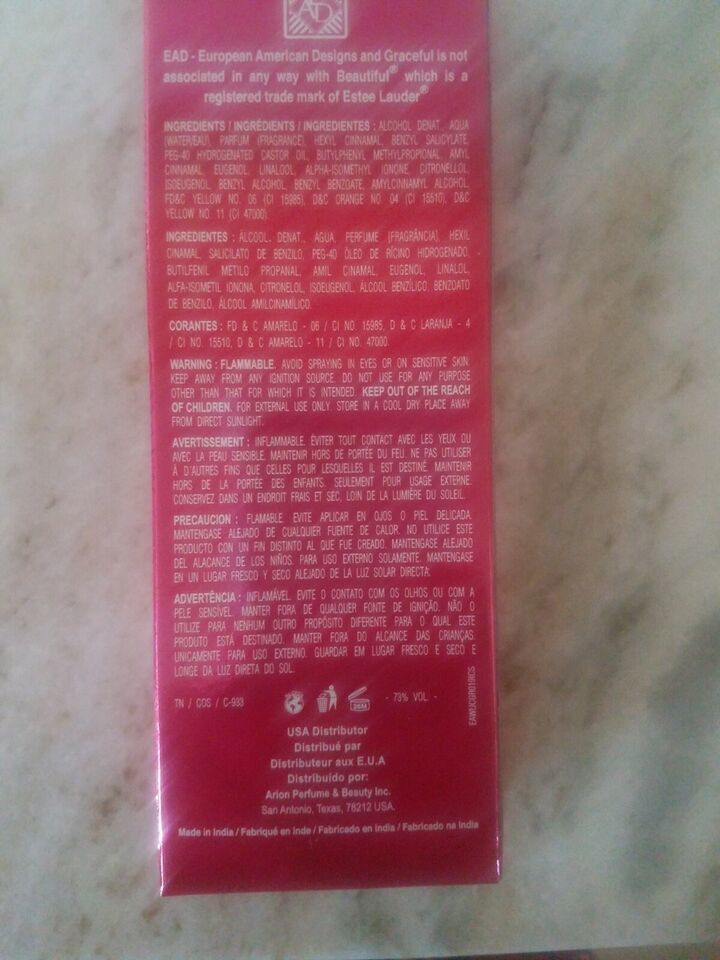 AD
EAD - European American Designs and Graceful is not
associated in any way with Beautiful® which is a
registered trade mark of Estee Lauder®
INGREDIENTS / INGRÉDIENTS / INGREDIENTES : ALCOHOL DENAT., AQUA
(WATER/EAU), PARFUM (FRAGRANCE), HEXYL CINNAMAL, BENZYL SALICYLATE,
PEG-40 HYDROGENATED CASTOR OIL, BUTYLPHENYL METHYLPROPIONAL, AMYL
CINNAMAL, EUGENOL, LINALOOL, ALPHA-ISOMETHYL IONONE, CITRONELLOL,
ISOEUGENOL, BENZYL ALCOHOL, BENZYL BENZOATE, AMYLCINNAMYL ALCOHOL,
FD&C YELLOW NO. 06 (CI 15985), D&C ORANGE NO. 04 (CI 15510), D&C
YELLOW NO. 11 (CI 47000).
INGREDIENTES : ÁLCOOL DENAT., AGUA, PERFUME [FRAGRÂNCIA], HEXIL
CINAMAL, SALICILATO DE BENZILO, PEG-40 ÓLEO DE RÍCINO HIDROGENADO,
BUTILFENIL METILO PROPANAL, AMIL CINAMAL, EUGENOL, LINALOL,
ALFA-ISOMETIL IONONA, CITRONELOL, ISOEUGENOL, ÁLCOOL BENZÍLICO, BENZOATO
DE BENZILO, ÁLCOOL AMILCINAMÍLICO.
CORANTES : FD & C AMARELO - 06 / CI NO. 15985, D & C LARANJA - 4
/ CI NO. 15510, D & C AMARELO - 11 / CI NO. 47000.
WARNING : FLAMMABLE. AVOID SPRAYING IN EYES OR ON SENSITIVE SKIN.
KEEP AWAY FROM ANY IGNITION SOURCE. DO NOT USE FOR ANY PURPOSE
OTHER THAN THAT FOR WHICH IT IS INTENDED. KEEP OUT OF THE REACH
OF CHILDREN. FOR EXTERNAL USE ONLY. STORE IN A COOL DRY PLACE AWAY
FROM DIRECT SUNLIGHT.
AVERTISSEMENT : INFLAMMABLE. ÉVITER TOUT CONTACT AVEC LES YEUX OU
AVEC LA PEAU SENSIBLE. MAINTENIR HORS DE PORTÉE DU FEU. NE PAS UTILISER
À D'AUTRES FINS QUE CELLES POUR LESQUELLES IL EST DESTINÉ. MAINTENIR
HORS DE LA PORTÉE DES ENFANTS. SEULEMENT POUR USAGE EXTERNE.
CONSERVEZ DANS UN ENDROIT FRAIS ET SEC, LOIN DE LA LUMIÈRE DU SOLEIL.
PRECAUCION : FLAMABLE. EVITE APLICAR EN OJOS O PIEL DELICADA.
MANTENGASE ALEJADO DE CUALQUIER FUENTE DE CALOR. NO UTILICE ESTE
PRODUCTO CON UN FIN DISTINTO AL QUE FUE CREADO. MANTENGASE ALEJADO
DEL ALACANCE DE LOS NIÑOS. PARA USO EXTERNO SOLAMENTE. MANTENGASE
EN UN LUGAR FRESCO Y SECO ALEJADO DE LA LUZ SOLAR DIRECTA.
ADVERTÊNCIA : INFLAMÁVEL. EVITE O CONTATO COM OS OLHOS OU COM A
PELE SENSÍVEL. MANTER FORA DE QUALQUER FONTE DE IGNIÇÃO. NÃO O
UTILIZE PARA NENHUM OUTRO PROPÓSITO DIFERENTE PARA O QUAL ESTE
PRODUTO ESTÁ DESTINADO. MANTER FORA DO ALCANCE DAS CRIANÇAS.
UNICAMENTE PARA USO EXTERNO. GUARDAR EM LUGAR FRESCO E SECO E
LONGE DA LUZ DIRETA DO SOL.
TN / COS / C-933
36M
- 73% VOL. -
USA Distributor
Distribué par
Distributeur aux E.U.A
Distribuído por:
Arion Perfume & Beauty Inc.
San Antonio, Texas, 78212 USA.
Made in India / Fabriqué en Inde / Fabricado en India / Fabricado na India